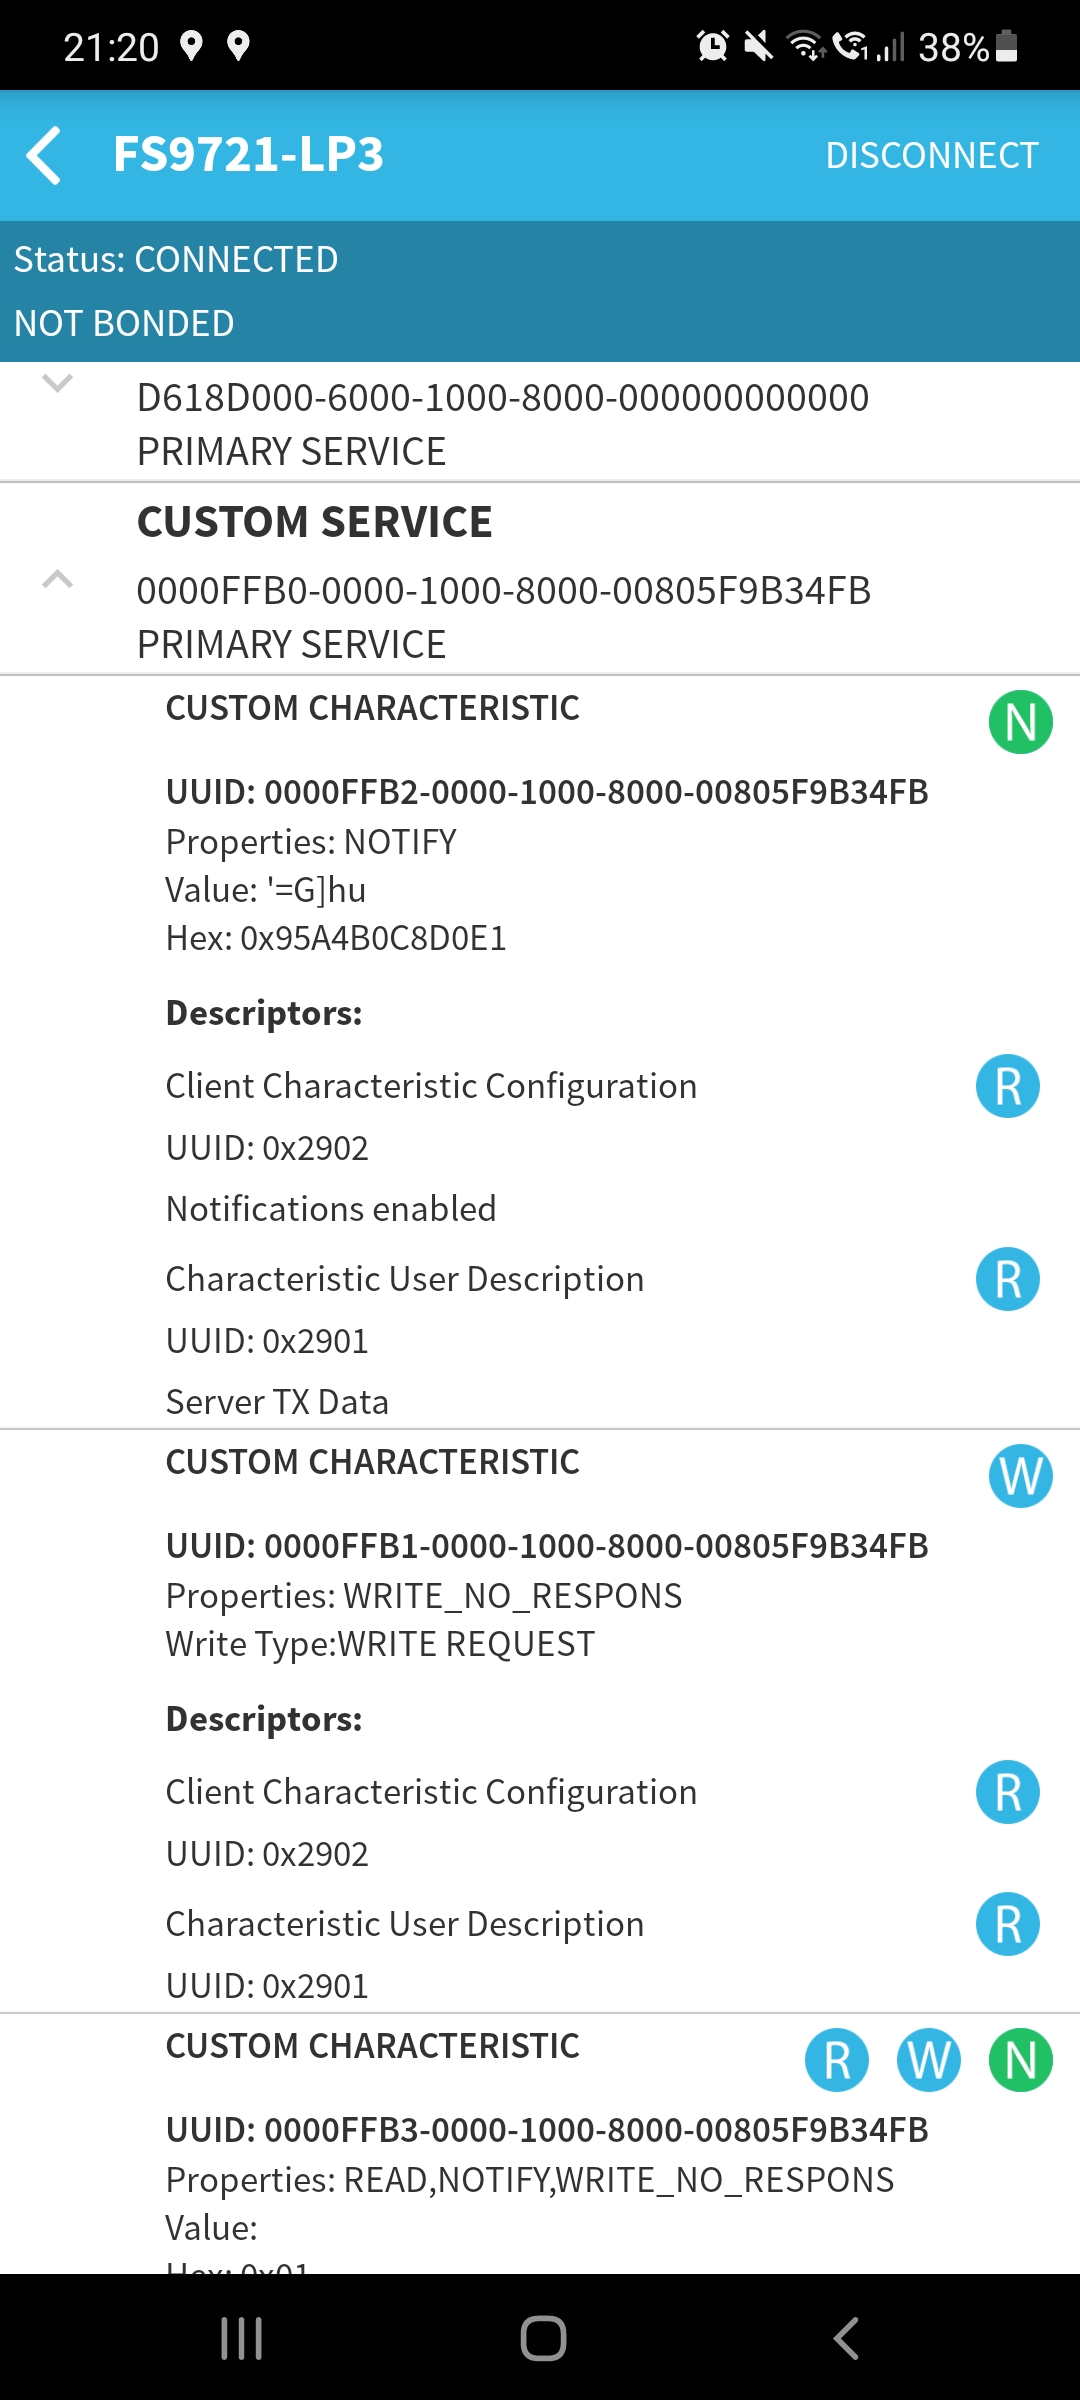 21:20 38%
FS9721-LP3 DISCONNECT
Status: CONNECTED
NOT BONDED
D618D000-6000-1000-8000-000000000000
PRIMARY SERVICE
CUSTOM SERVICE
0000FFB0-0000-1000-8000-00805F9B34FB
PRIMARY SERVICE
CUSTOM CHARACTERISTIC N
UUID: 0000FFB2-0000-1000-8000-00805F9B34FB
Properties: NOTIFY
Value: '=G]hu
Hex: 0x95A4B0C8D0E1
Descriptors:
Client Characteristic Configuration R
UUID: 0x2902
Notifications enabled
Characteristic User Description R
UUID: 0x2901
Server TX Data
CUSTOM CHARACTERISTIC W
UUID: 0000FFB1-0000-1000-8000-00805F9B34FB
Properties: WRITE_NO_RESPONS
Write Type:WRITE REQUEST
Descriptors:
Client Characteristic Configuration R
UUID: 0x2902
Characteristic User Description R
UUID: 0x2901
CUSTOM CHARACTERISTIC R W N
UUID: 0000FFB3-0000-1000-8000-00805F9B34FB
Properties: READ,NOTIFY,WRITE_NO_RESPONS
Value:
Hex: 0x01